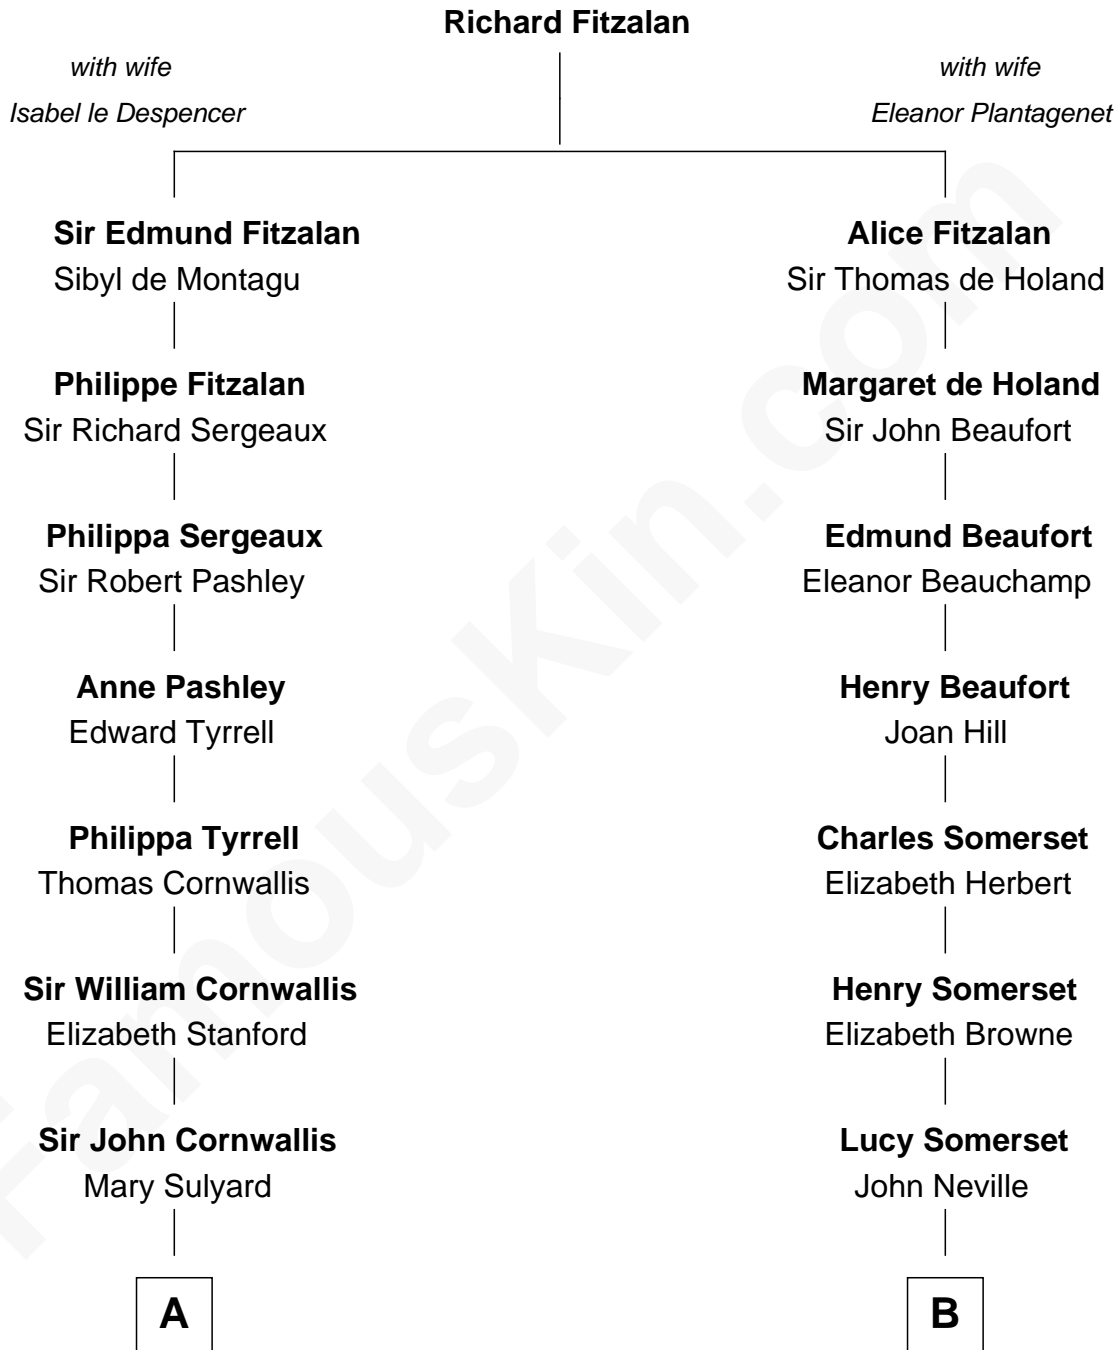 Richard Fitzalan
with wife
Isabel le Despencer
with wife
Eleanor Plantagenet
Sir Edmund Fitzalan
Sibyl de Montagu
Alice Fitzalan
Sir Thomas de Holand
Philippe Fitzalan
Sir Richard Sergeaux
Margaret de Holand
Sir John Beaufort
Philippa Sergeaux
Sir Robert Pashley
Edmund Beaufort
Eleanor Beauchamp
Anne Pashley
Edward Tyrrell
Henry Beaufort
Joan Hill
Philippa Tyrrell
Thomas Cornwallis
Charles Somerset
Elizabeth Herbert
Sir William Cornwallis
Elizabeth Stanford
Henry Somerset
Elizabeth Browne
Sir John Cornwallis
Mary Sulyard
Lucy Somerset
John Neville
A
B
FamousKin.com